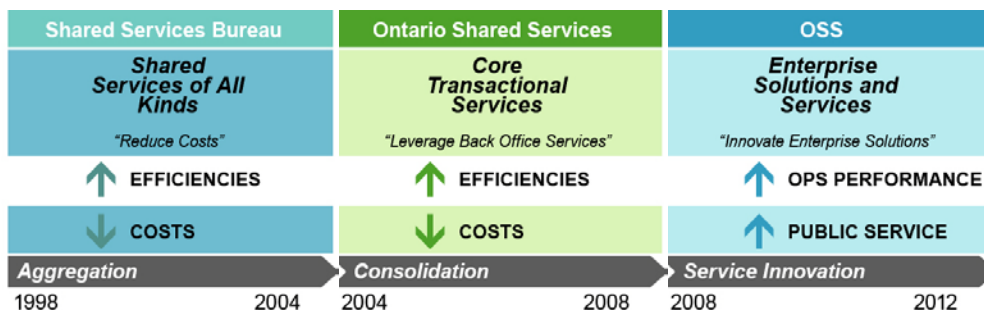 Shared Services Bureau
Shared
Services of All
Kinds
“Reduce Costs”
EFFICIENCIES
COSTS
Aggregation
1998 2004
Ontario Shared Services
Core
Transactional
Services
“Leverage Back Office Services”
EFFICIENCIES
COSTS
Consolidation
2004 2008
OSS
Enterprise
Solutions and
Services
“Innovate Enterprise Solutions”
OPS PERFORMANCE
PUBLIC SERVICE
Service Innovation
2008 2012